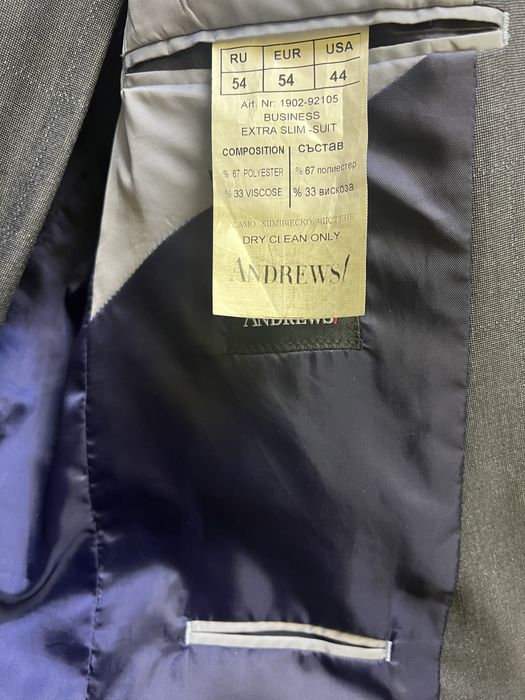 RU EUR USA
54 54 44
Art. Nr: 1902-92105
BUSINESS
EXTRA SLIM -SUIT
COMPOSITION Състав
% 67 POLYESTER % 67 полиестер
% 33 VISCOSE % 33 вискоза
САМО ХИМИЧЕСКО ЧИСТЕНЕ
DRY CLEAN ONLY
ANDREWS/
ANDREWS/